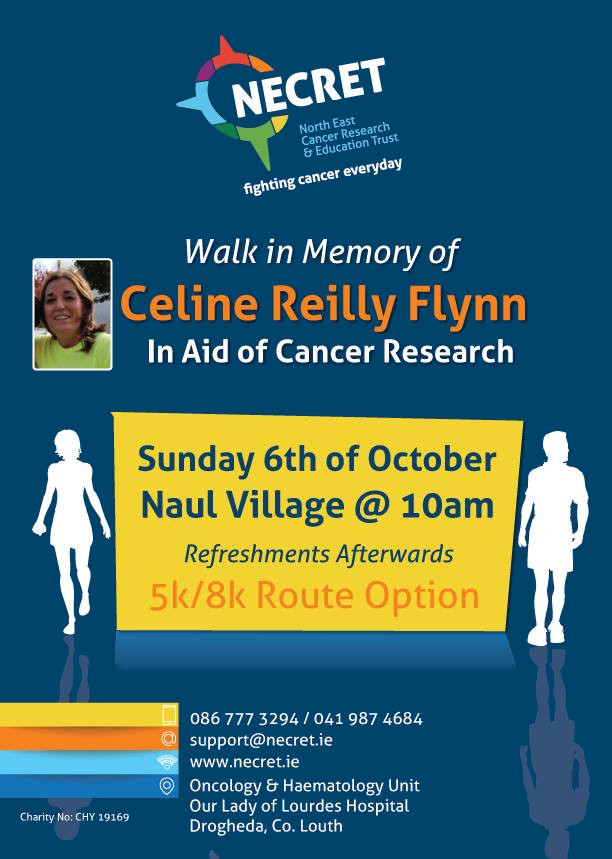 NECRET
North East
Cancer Research
& Education Trust
fighting cancer everyday
Walk in Memory of
Celine Reilly Flynn
In Aid of Cancer Research
Sunday 6th of October
Naul Village @ 10am
Refreshments Afterwards
5k/8k Route Option
086 777 3294 / 041 987 4684
@ support@necret.ie
www.necret.ie
Oncology & Haematology Unit
Our Lady of Lourdes Hospital
Drogheda, Co. Louth
Charity No: CHY 19169